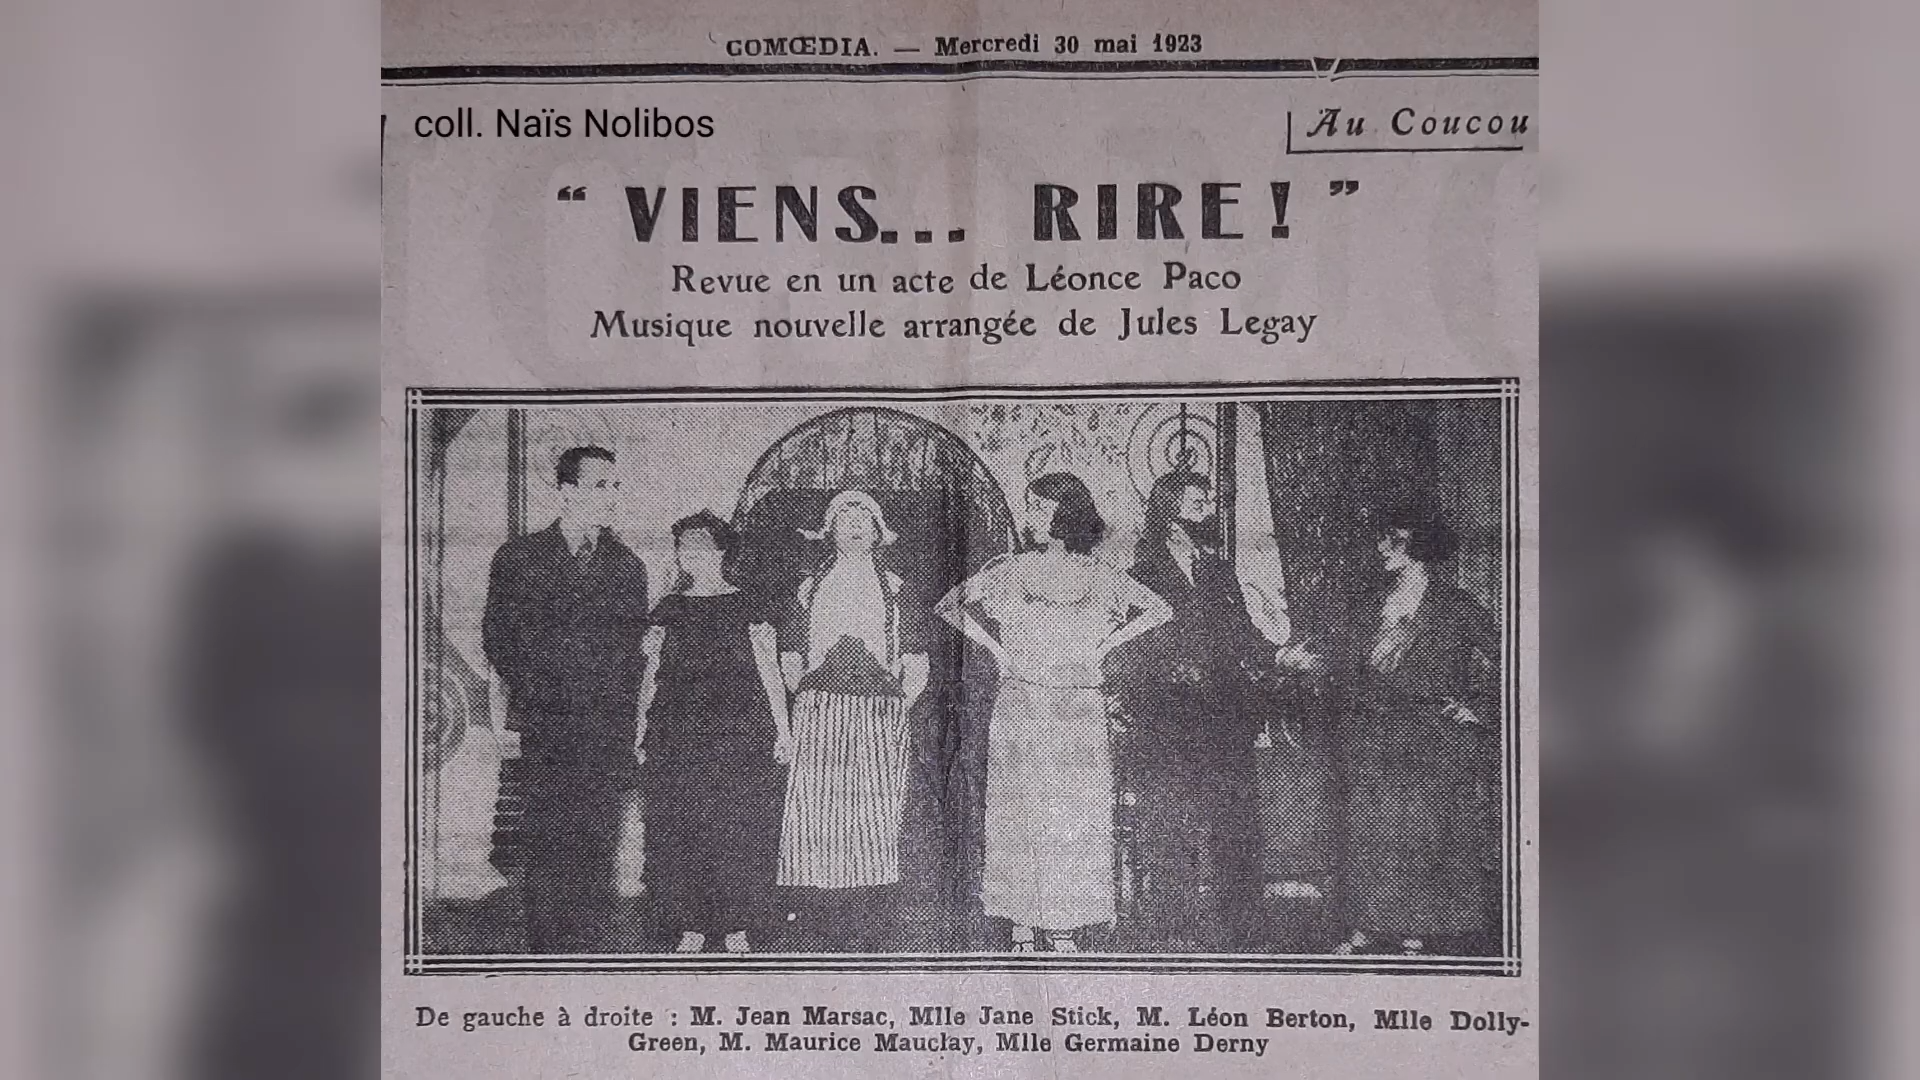 COMŒDIA. — Mercredi 30 mai 1923
coll. Naïs Nolibos
Au Coucou
“ VIENS... RIRE ! ”
Revue en un acte de Léonce Paco
Musique nouvelle arrangée de Jules Legay
De gauche à droite : M. Jean Marsac, Mlle Jane Stick, M. Léon Berton, Mlle Dolly-
Green, M. Maurice Mauclay, Mlle Germaine Derny